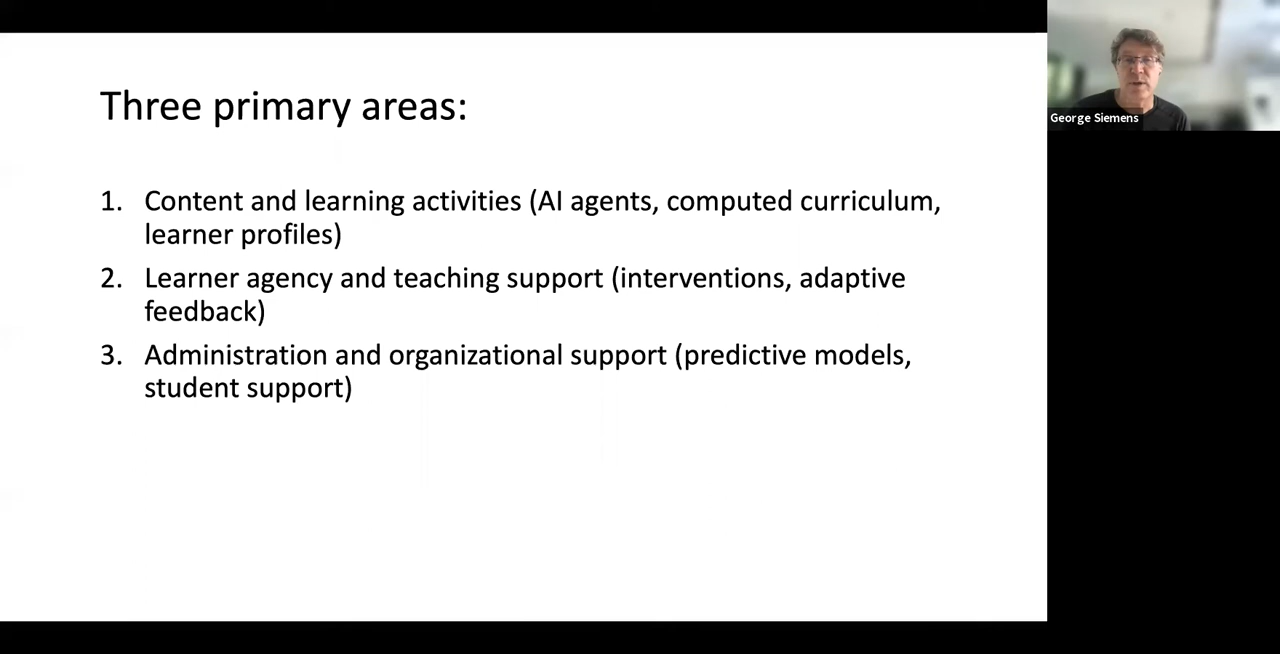 Three primary areas:
1. Content and learning activities (AI agents, computed curriculum,
learner profiles)
2. Learner agency and teaching support (interventions, adaptive
feedback)
3. Administration and organizational support (predictive models,
student support)
George Siemens